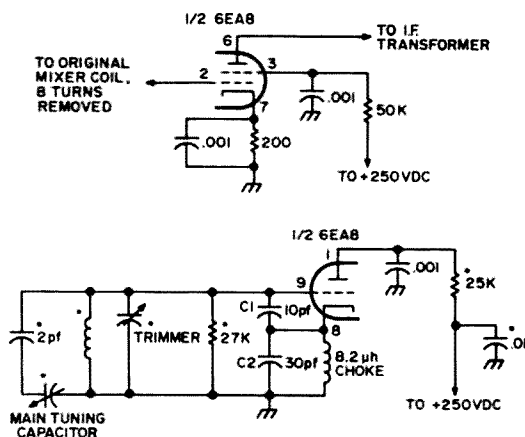 1/2 6EA8
6
TO I.F.
TRANSFORMER
TO ORIGINAL
MIXER COIL,
8 TURNS
REMOVED
2
3
7
.001
50K
.001
200
TO +250VDC
1/2 6EA8
1
9
8
.001
*25K
C1
10pf
*
2pf
*
*
TRIMMER
*
27K
C2
30pf
8.2μh
CHOKE
*
*
MAIN TUNING
CAPACITOR
TO +250VDC